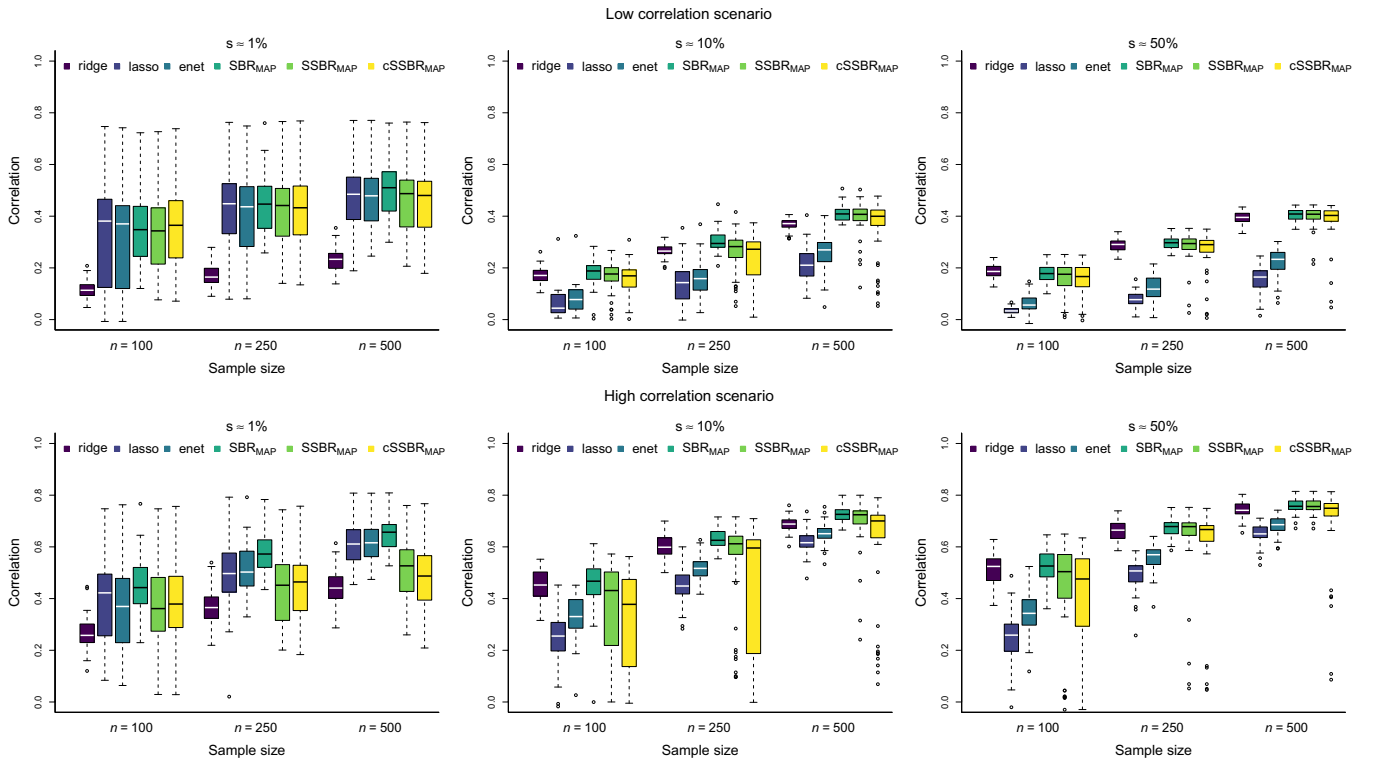 Low correlation scenario
s ≈ 1%
ridge lasso enet SBRMAP SSBRMAP cSSBRMAP
Correlation
0.0 0.2 0.4 0.6 0.8 1.0
n = 100 n = 250 n = 500
Sample size
s ≈ 10%
ridge lasso enet SBRMAP SSBRMAP cSSBRMAP
Correlation
0.0 0.2 0.4 0.6 0.8 1.0
n = 100 n = 250 n = 500
Sample size
s ≈ 50%
ridge lasso enet SBRMAP SSBRMAP cSSBRMAP
Correlation
0.0 0.2 0.4 0.6 0.8 1.0
n = 100 n = 250 n = 500
Sample size
High correlation scenario
s ≈ 1%
ridge lasso enet SBRMAP SSBRMAP cSSBRMAP
Correlation
0.0 0.2 0.4 0.6 0.8 1.0
n = 100 n = 250 n = 500
Sample size
s ≈ 10%
ridge lasso enet SBRMAP SSBRMAP cSSBRMAP
Correlation
0.0 0.2 0.4 0.6 0.8 1.0
n = 100 n = 250 n = 500
Sample size
s ≈ 50%
ridge lasso enet SBRMAP SSBRMAP cSSBRMAP
Correlation
0.0 0.2 0.4 0.6 0.8 1.0
n = 100 n = 250 n = 500
Sample size